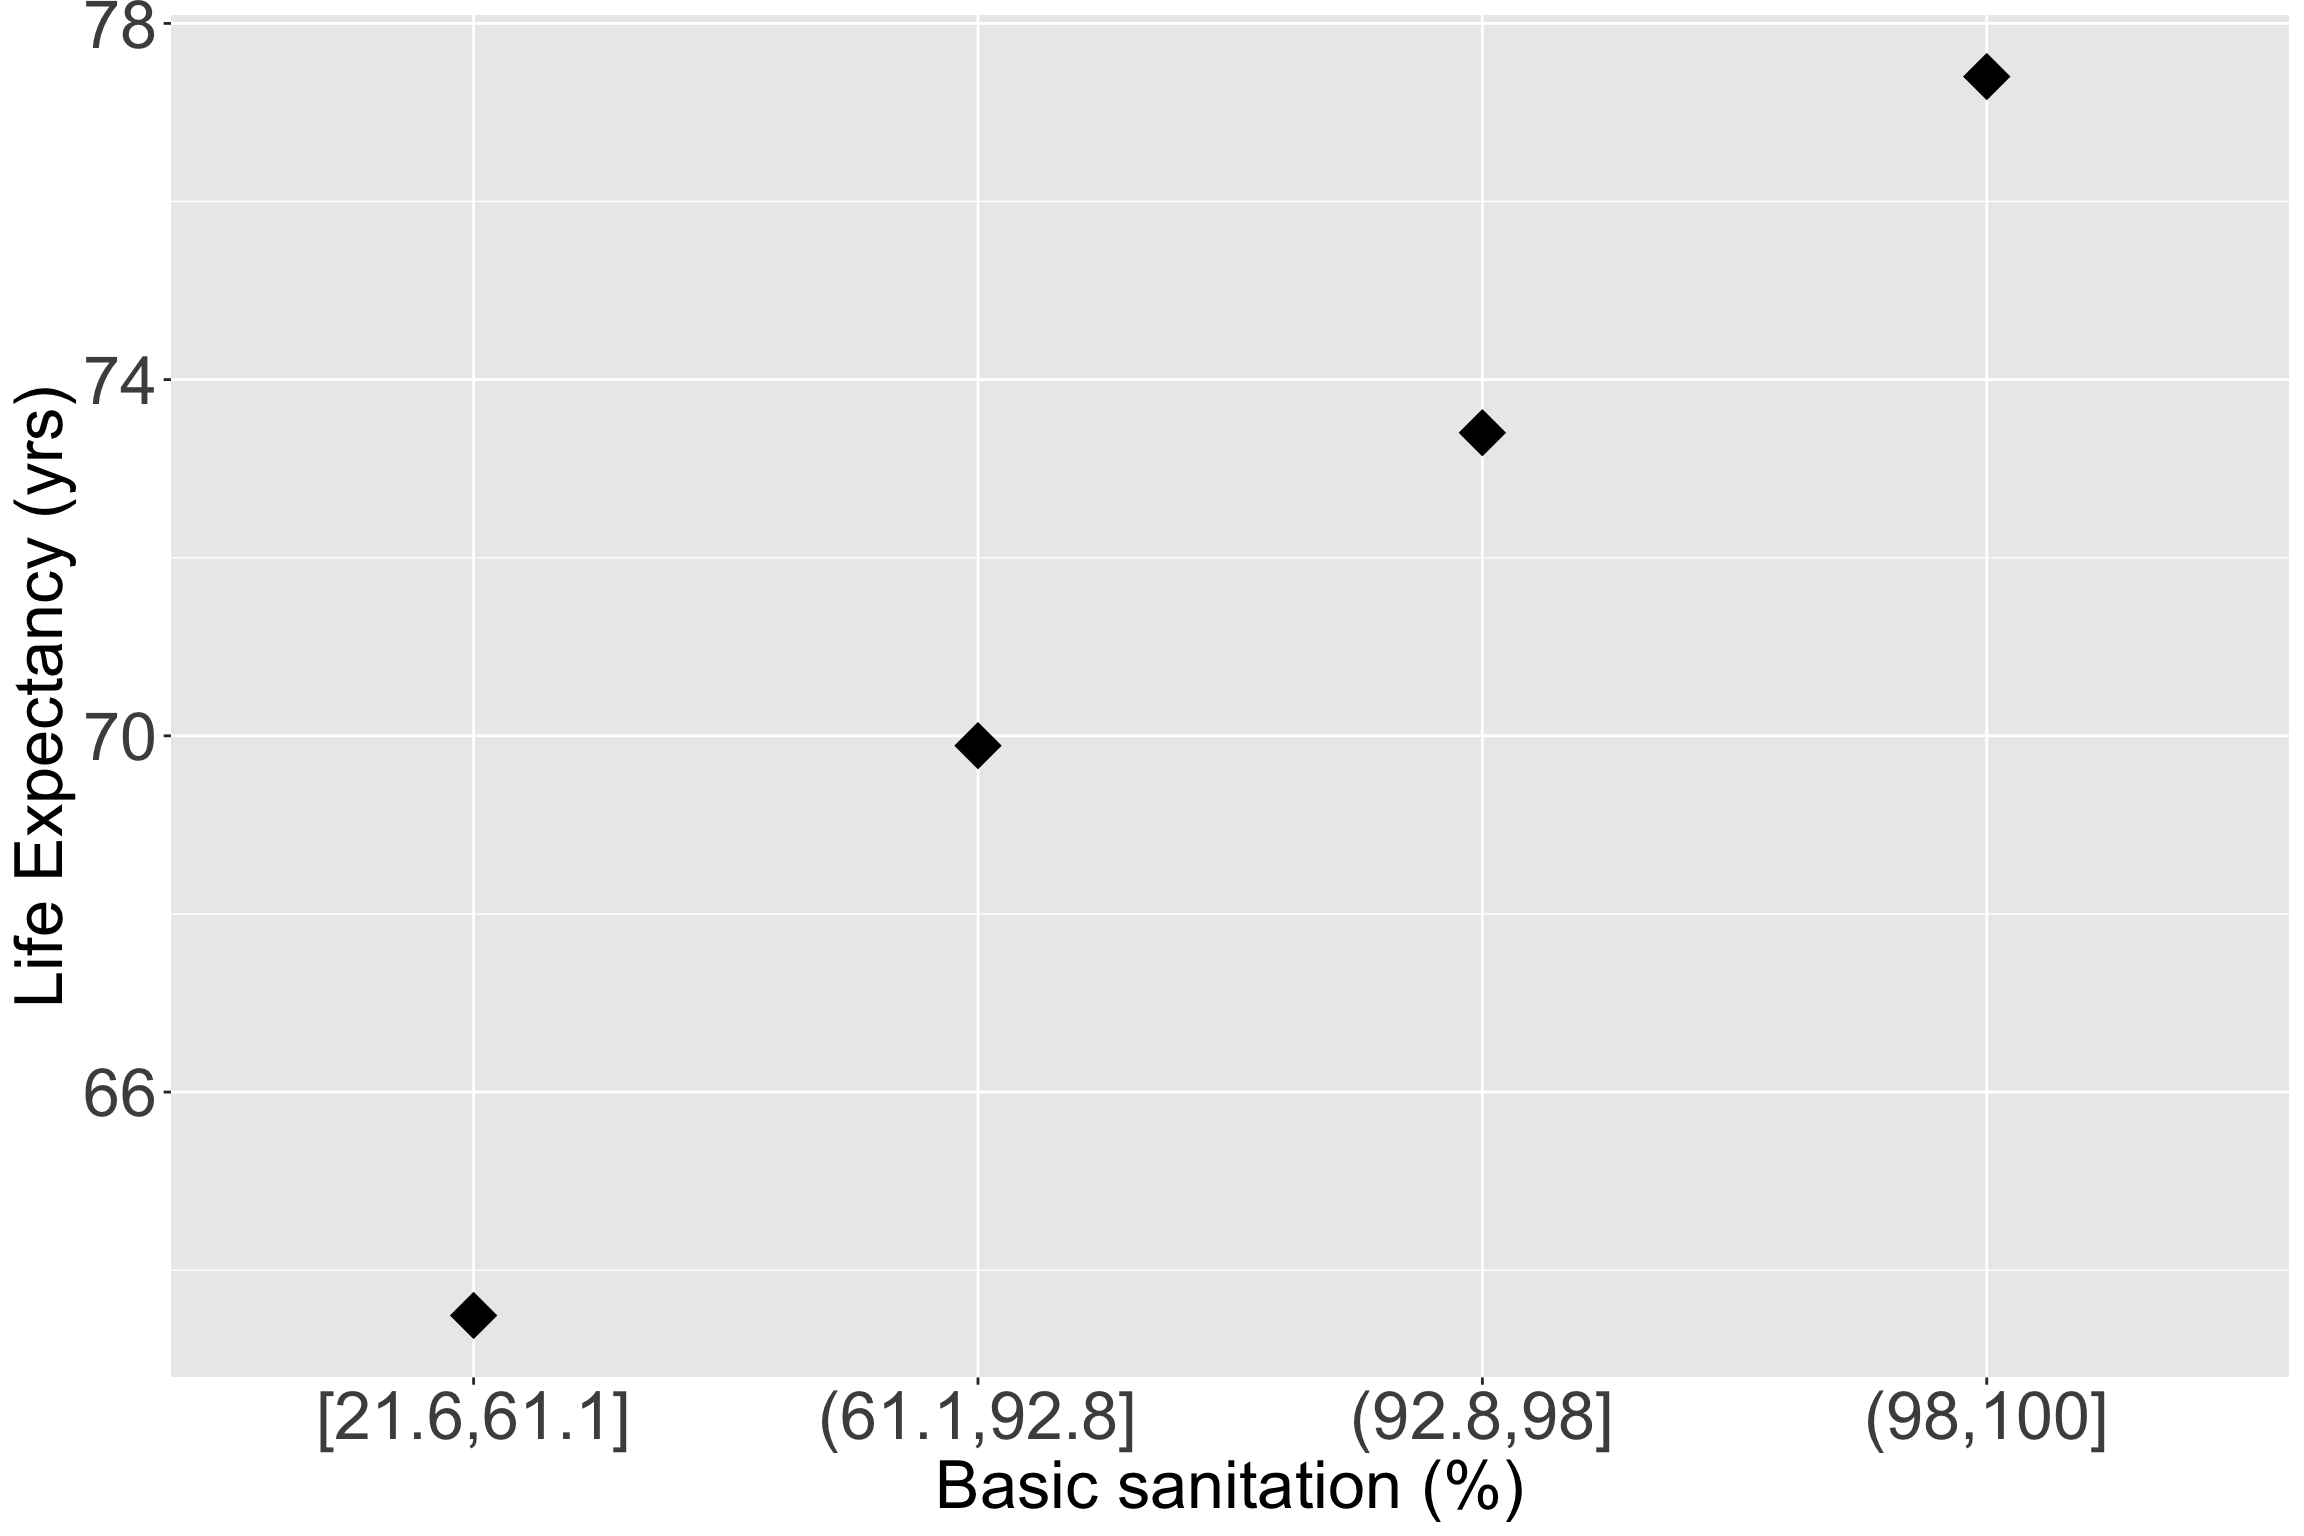 78
74
70
66
Life Expectancy (yrs)
[21.6,61.1] (61.1,92.8] (92.8,98] (98,100]
Basic sanitation (%)